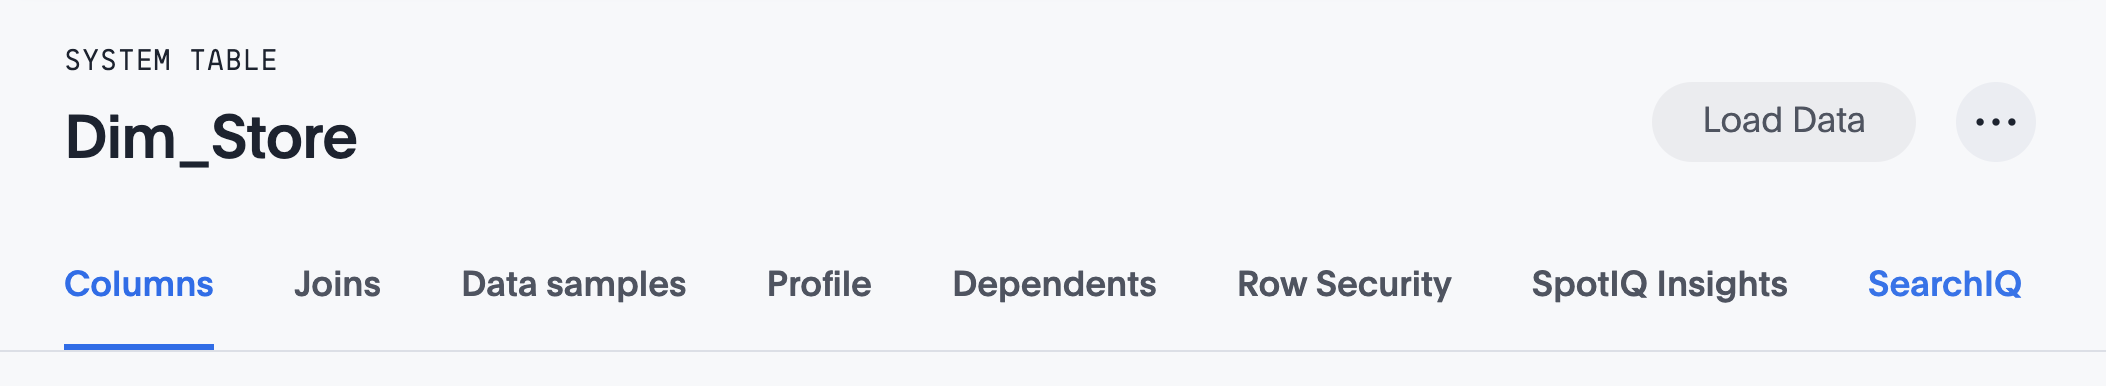 SYSTEM TABLE
Dim_Store
Load Data
Columns Joins Data samples Profile Dependents Row Security SpotIQ Insights SearchIQ